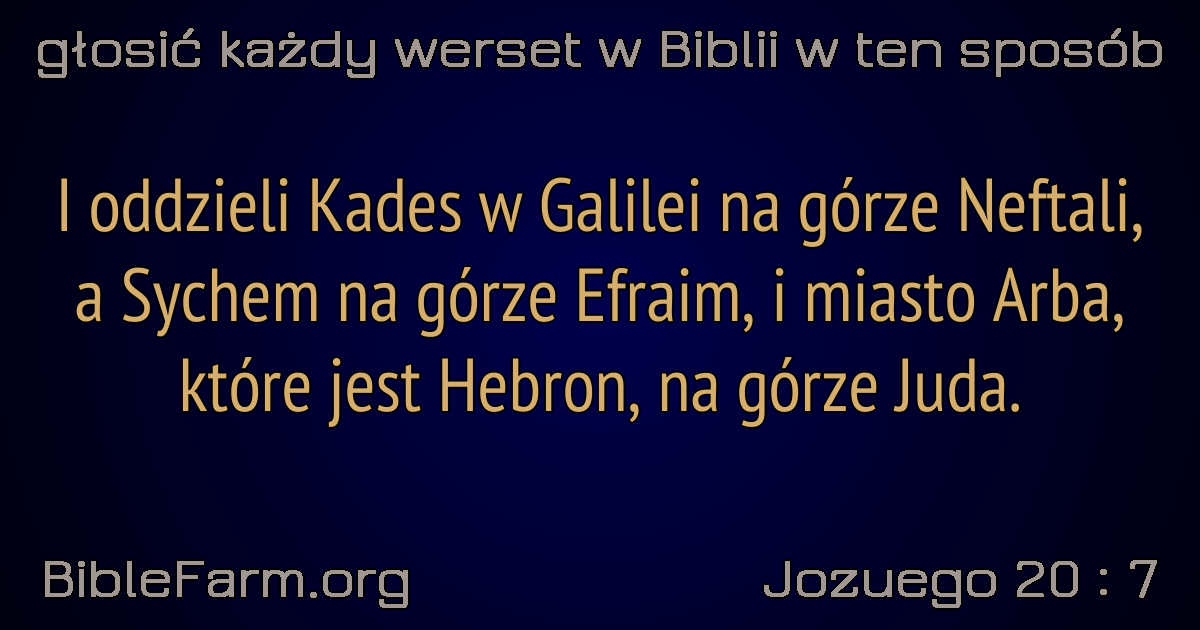 głosić każdy werset w Biblii w ten sposób
I oddzieli Kades w Galilei na górze Neftali,
a Sychem na górze Efraim, i miasto Arba,
które jest Hebron, na górze Juda.
BibleFarm.org
Jozuego 20 : 7